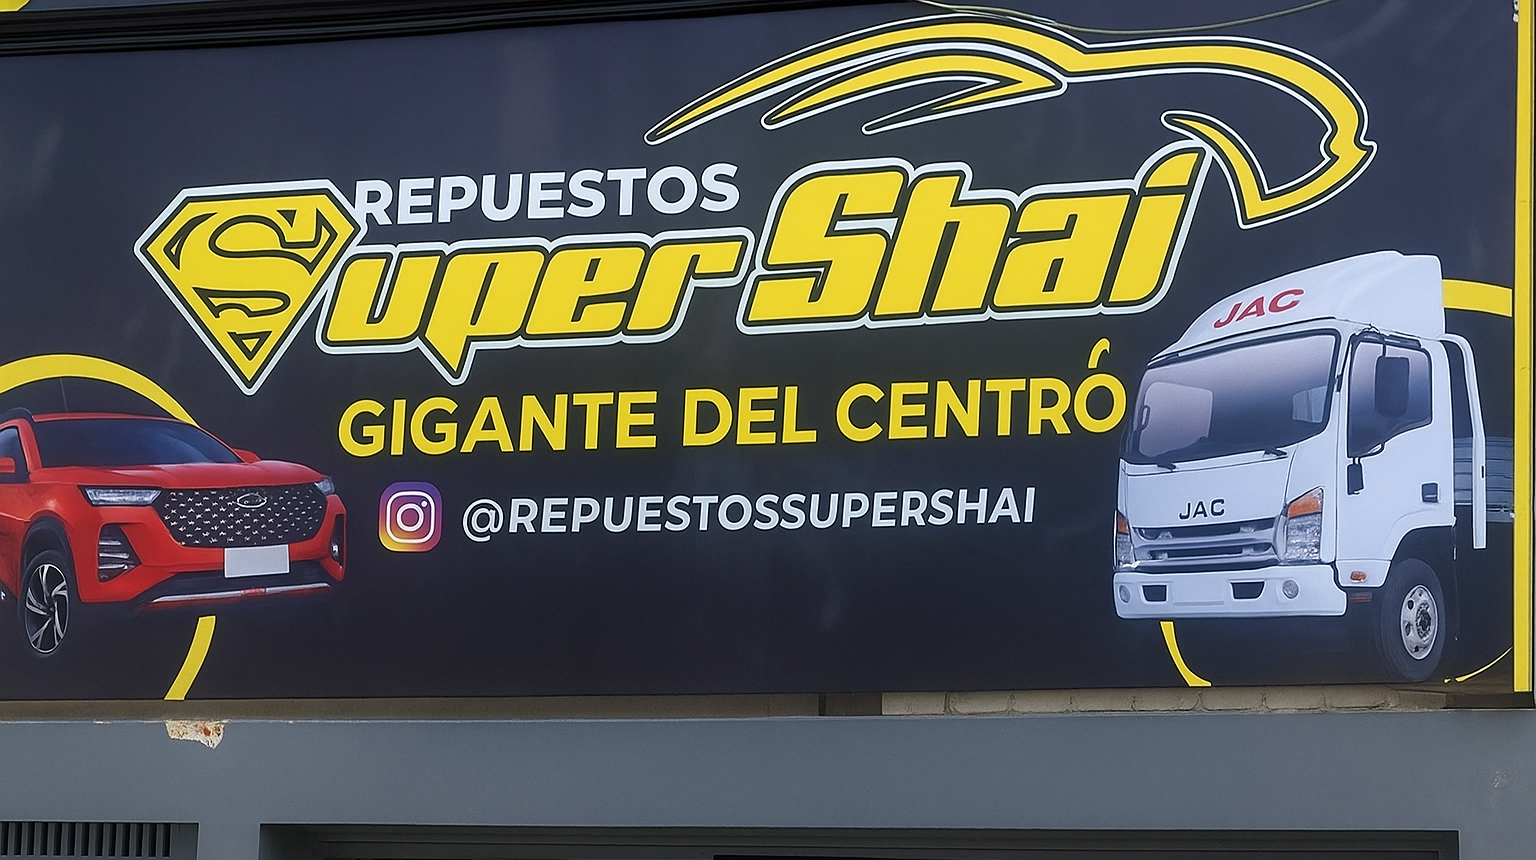 REPUESTOS
Super Shai
GIGANTE DEL CENTRÓ
@REPUESTOSSUPERSHAI
JAC
JAC